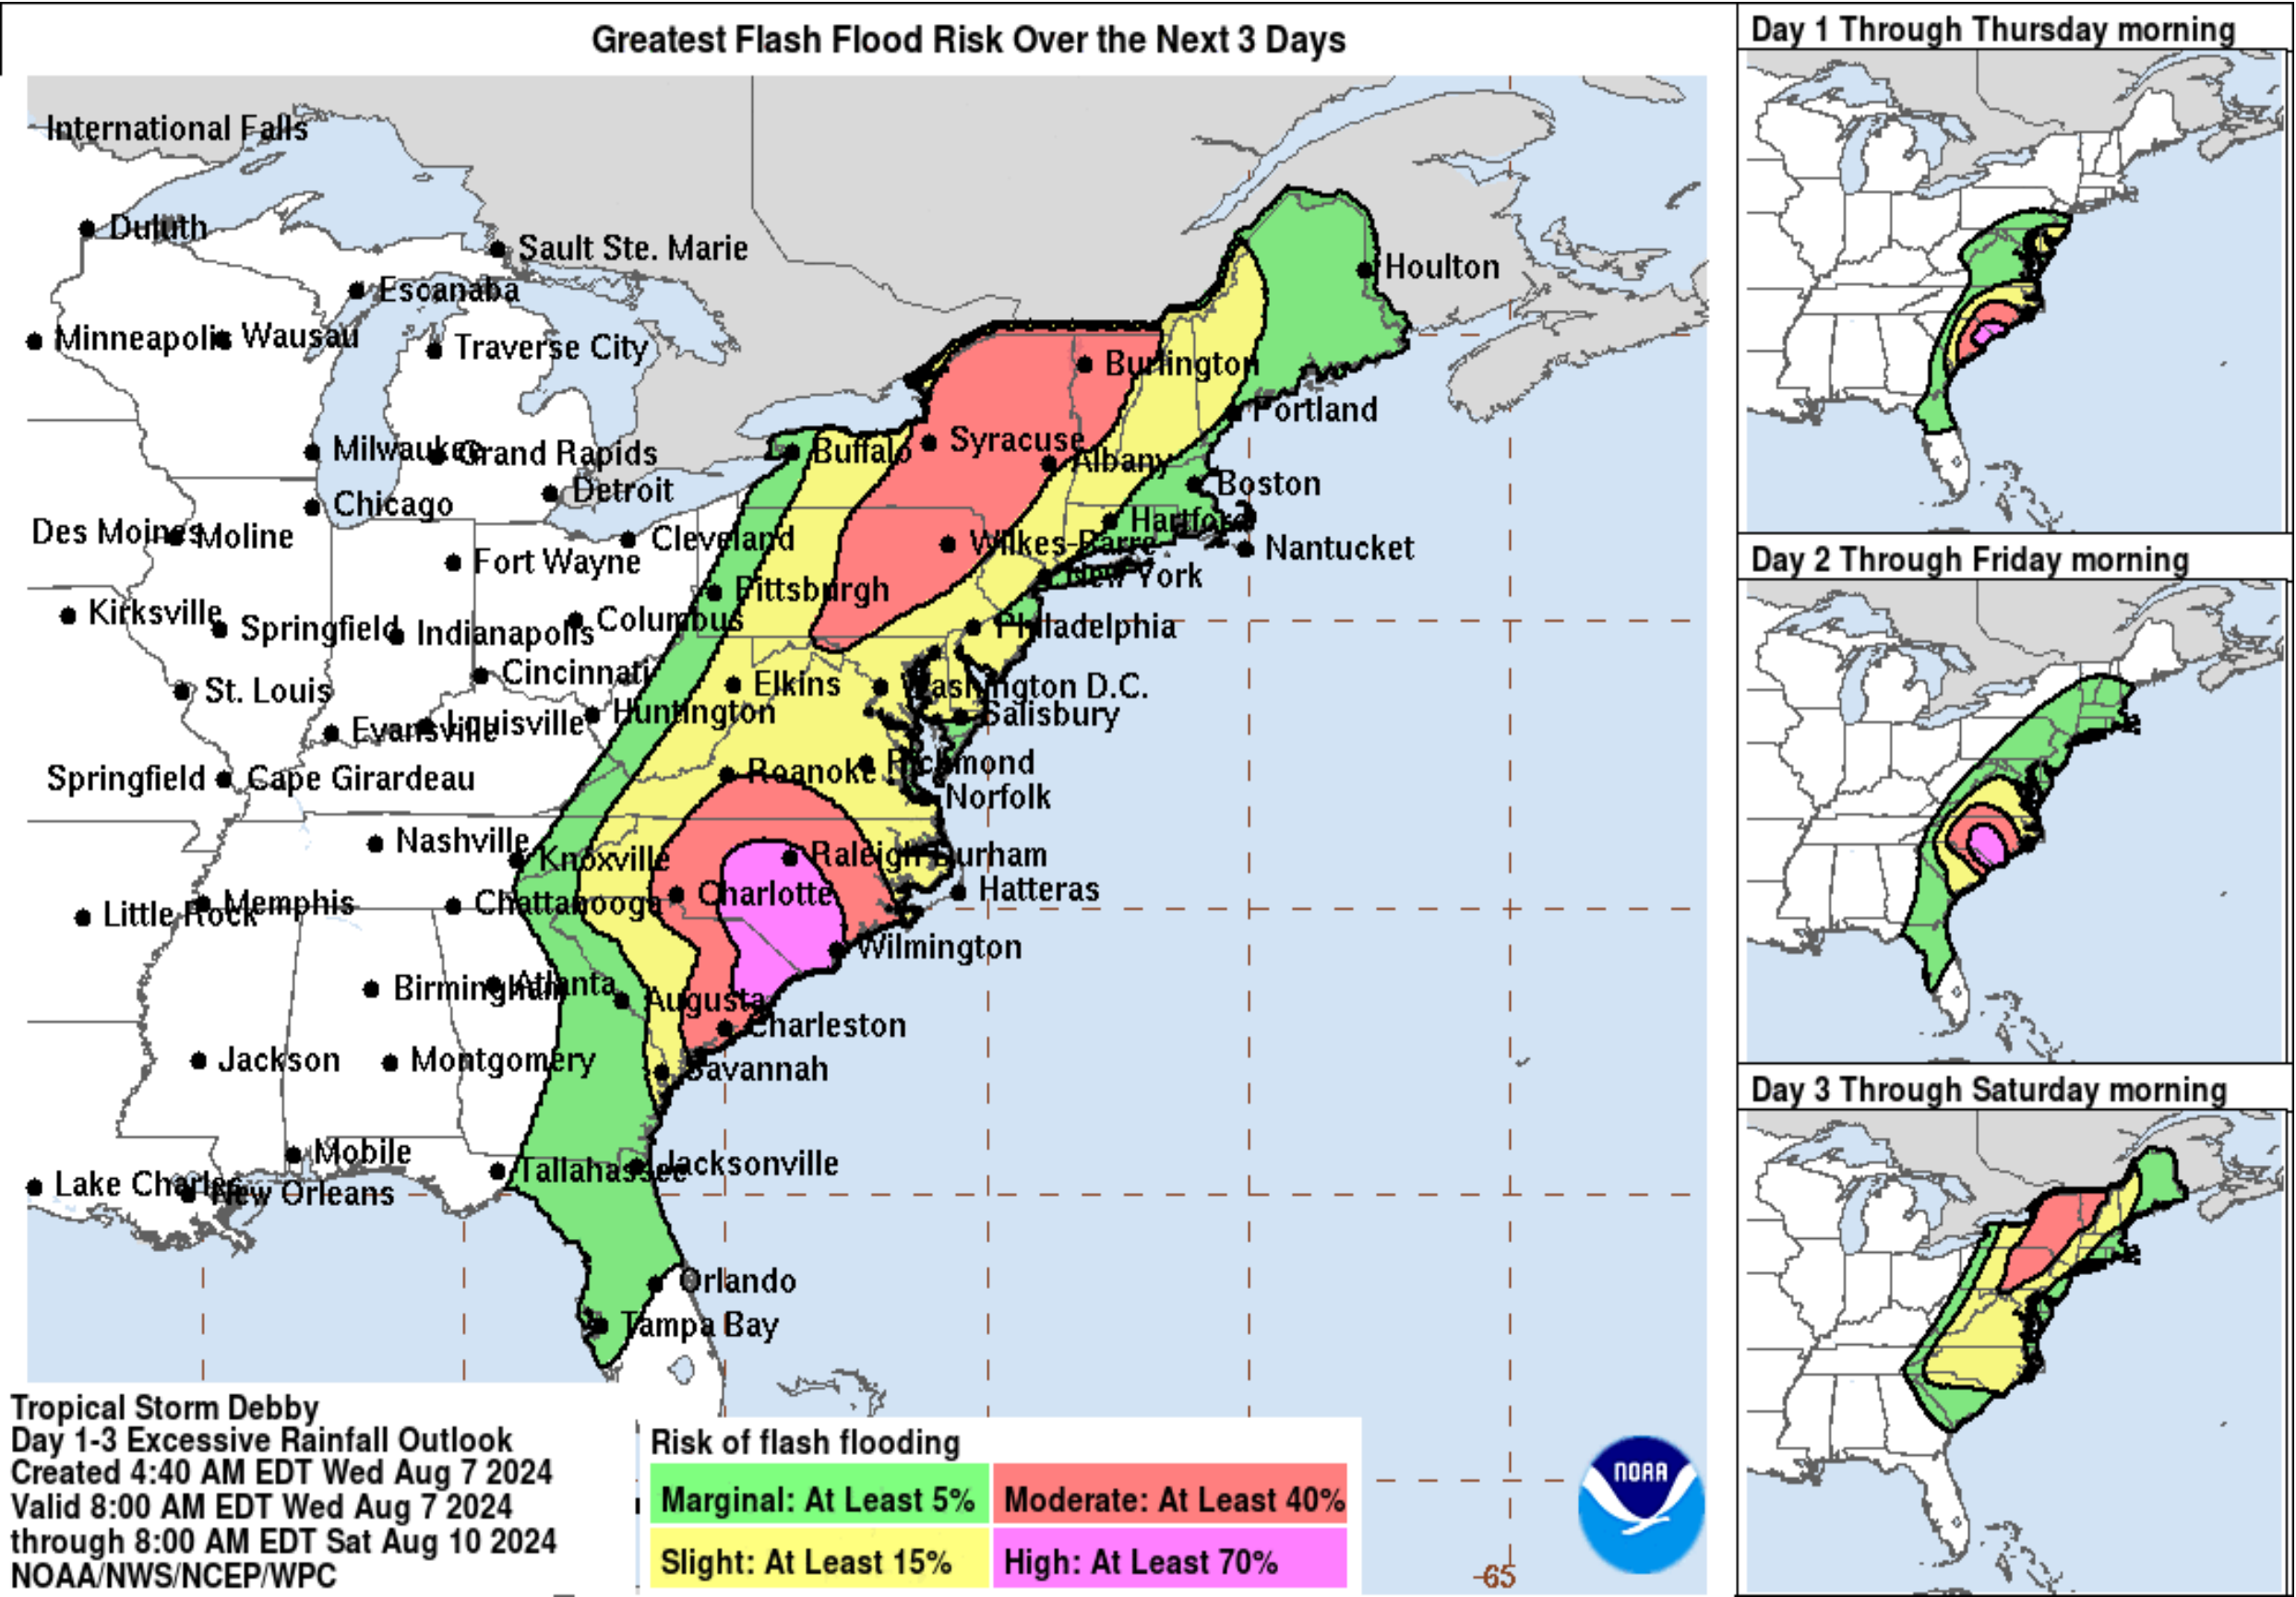 Greatest Flash Flood Risk Over the Next 3 Days
International Falls
Duluth
Sault Ste. Marie
Houlton
Escanaba
Minneapolis
Wausau
Traverse City
Burlington
Portland
Buffalo
Syracuse
Albany
Milwaukee
Grand Rapids
Boston
Detroit
Chicago
Hartford
Des Moines
Moline
Cleveland
Wilkes-Barre
Nantucket
Fort Wayne
New York
Pittsburgh
Kirksville
Springfield
Indianapolis
Columbus
Philadelphia
Cincinnati
Elkins
Washington D.C.
St. Louis
Huntington
Salisbury
Evansville
Louisville
Springfield
Cape Girardeau
Roanoke
Richmond
Norfolk
Nashville
Knoxville
Raleigh Durham
Memphis
Little Rock
Chattanooga
Charlotte
Hatteras
Wilmington
Birmingham
Atlanta
Augusta
Charleston
Jackson
Montgomery
Savannah
Mobile
Tallahassee
Jacksonville
Lake Charles
New Orleans
Orlando
Tampa Bay
Tropical Storm Debby
Day 1-3 Excessive Rainfall Outlook
Created 4:40 AM EDT Wed Aug 7 2024
Valid 8:00 AM EDT Wed Aug 7 2024
through 8:00 AM EDT Sat Aug 10 2024
NOAA/NWS/NCEP/WPC
Risk of flash flooding
Marginal: At Least 5%
Moderate: At Least 40%
Slight: At Least 15%
High: At Least 70%
NOAA
-65
Day 1 Through Thursday morning
Day 2 Through Friday morning
Day 3 Through Saturday morning